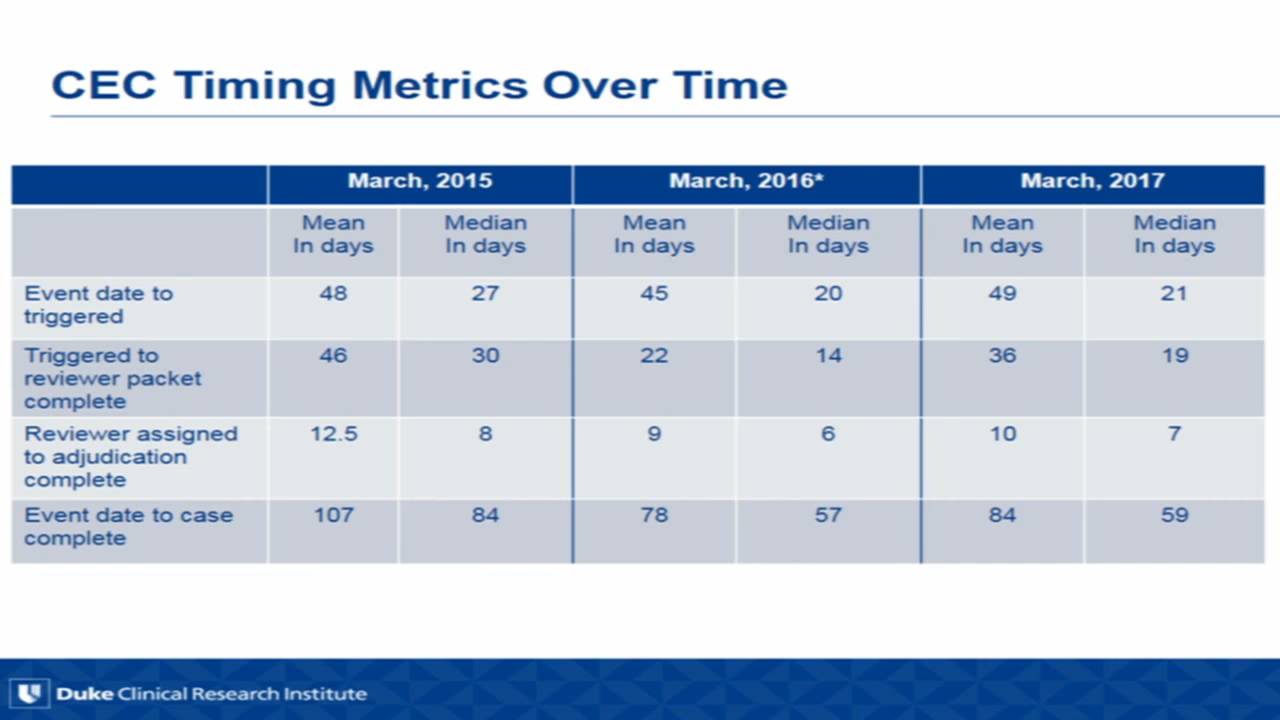 CEC Timing Metrics Over Time
March, 2015 March, 2016* March, 2017
Mean Median Mean Median Mean Median
In days In days In days In days In days In days
Event date to 48 27 45 20 49 21
triggered
Triggered to 46 30 22 14 36 19
reviewer packet
complete
Reviewer assigned 12.5 8 9 6 10 7
to adjudication
complete
Event date to case 107 84 78 57 84 59
complete
Duke Clinical Research Institute